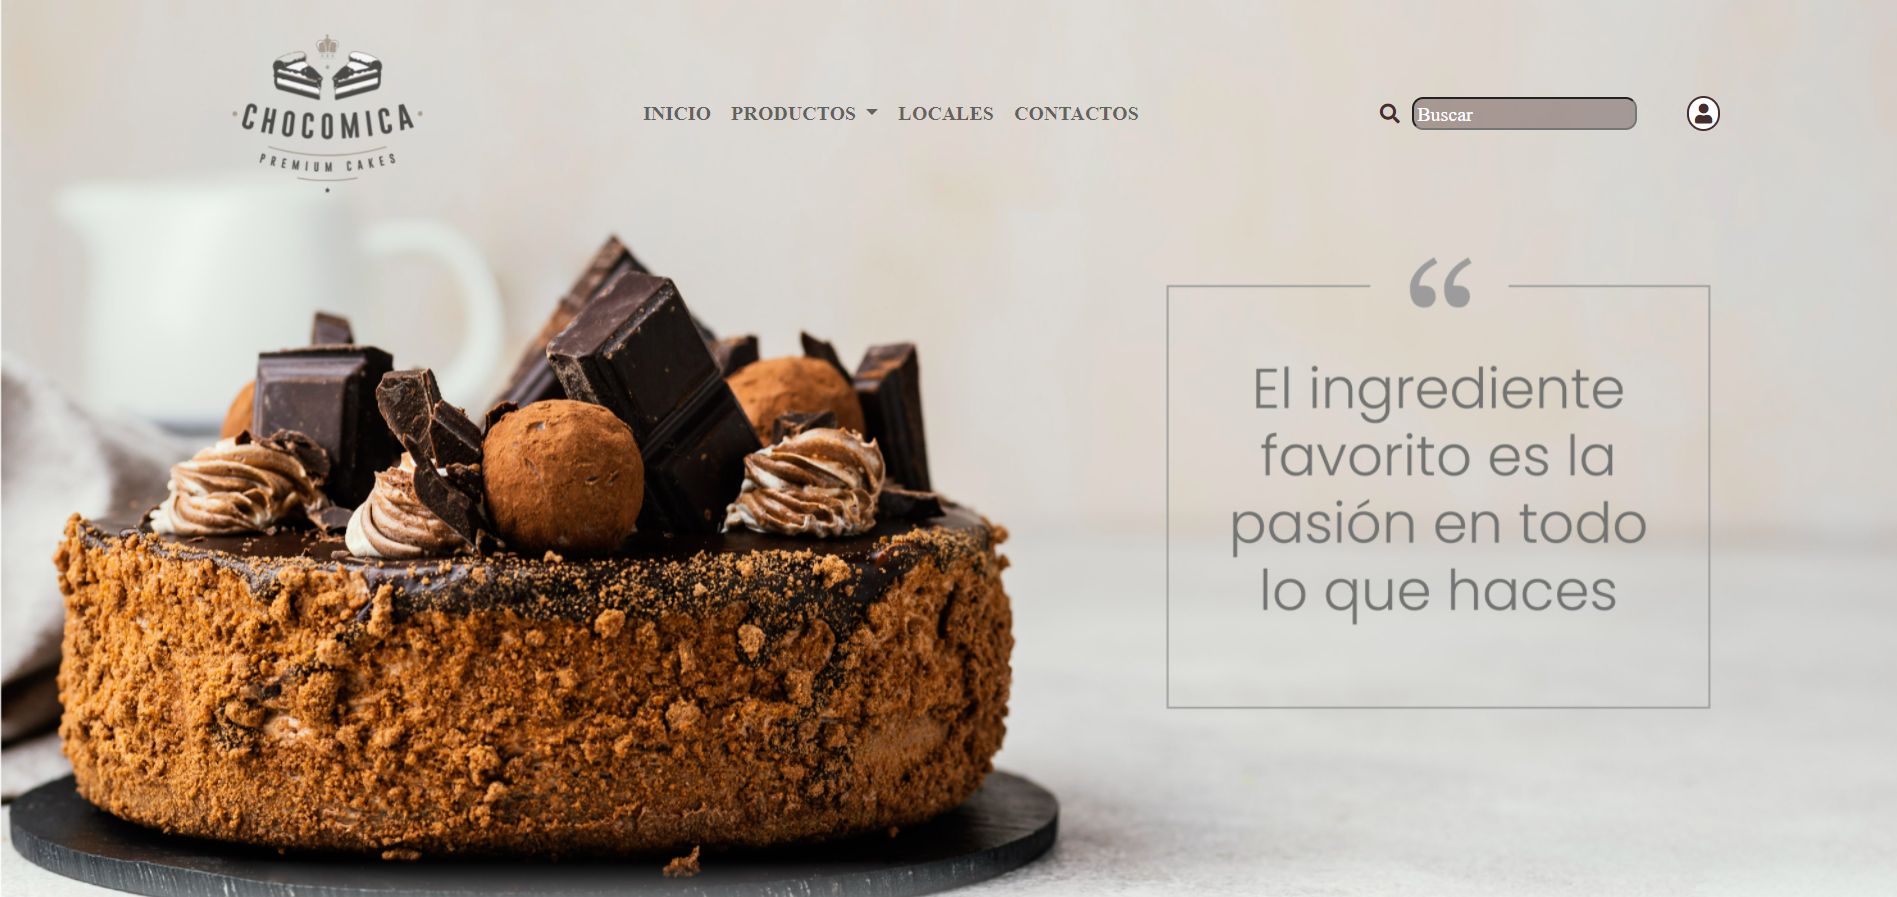 CHOCOMICA
PREMIUM CAKES
INICIO PRODUCTOS LOCALES CONTACTOS
Buscar
“
El ingrediente
favorito es la
pasión en todo
lo que haces